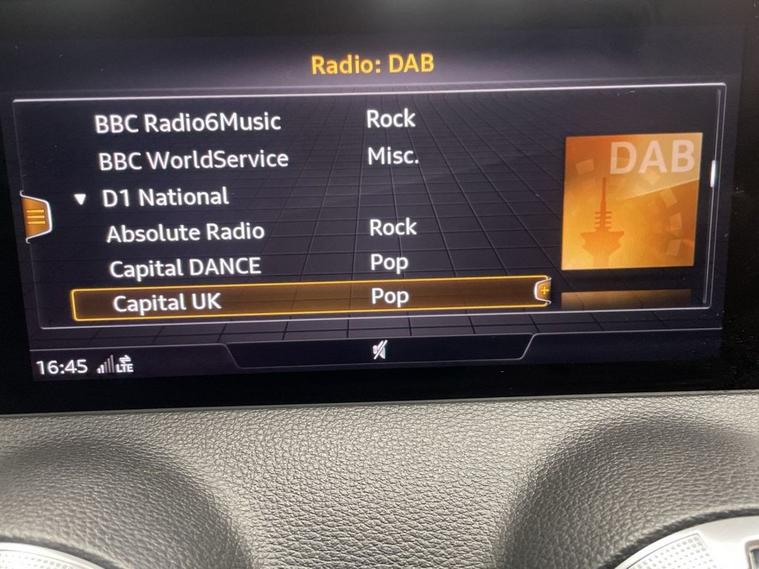 Radio: DAB
BBC Radio6Music Rock
BBC WorldService Misc.
D1 National
Absolute Radio Rock
Capital DANCE Pop
Capital UK Pop
DAB
16:45 LTE